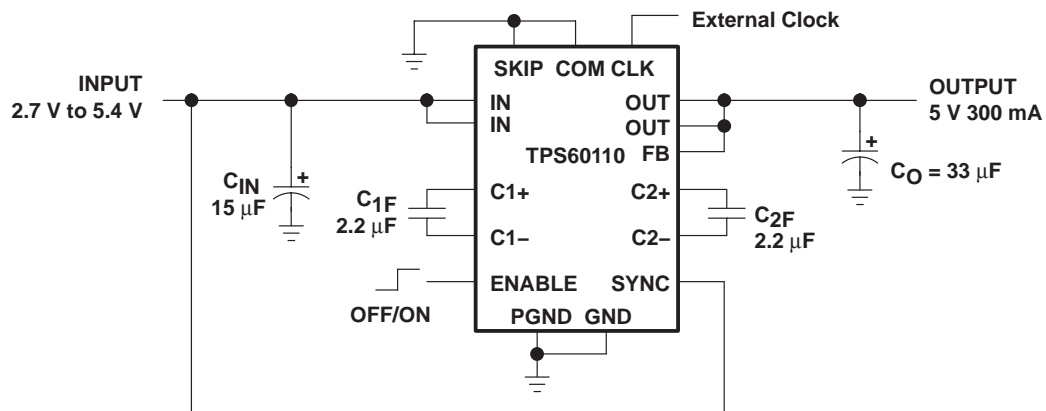 External Clock
SKIP COM CLK
INPUT
2.7 V to 5.4 V
IN
IN
OUT
OUT
FB
TPS60110
OUTPUT
5 V 300 mA
CIN
15 μF
+
C1F
2.2 μF
C1+
C1−
C2+
C2−
C2F
2.2 μF
+
CO = 33 μF
ENABLE
SYNC
OFF/ON
PGND GND